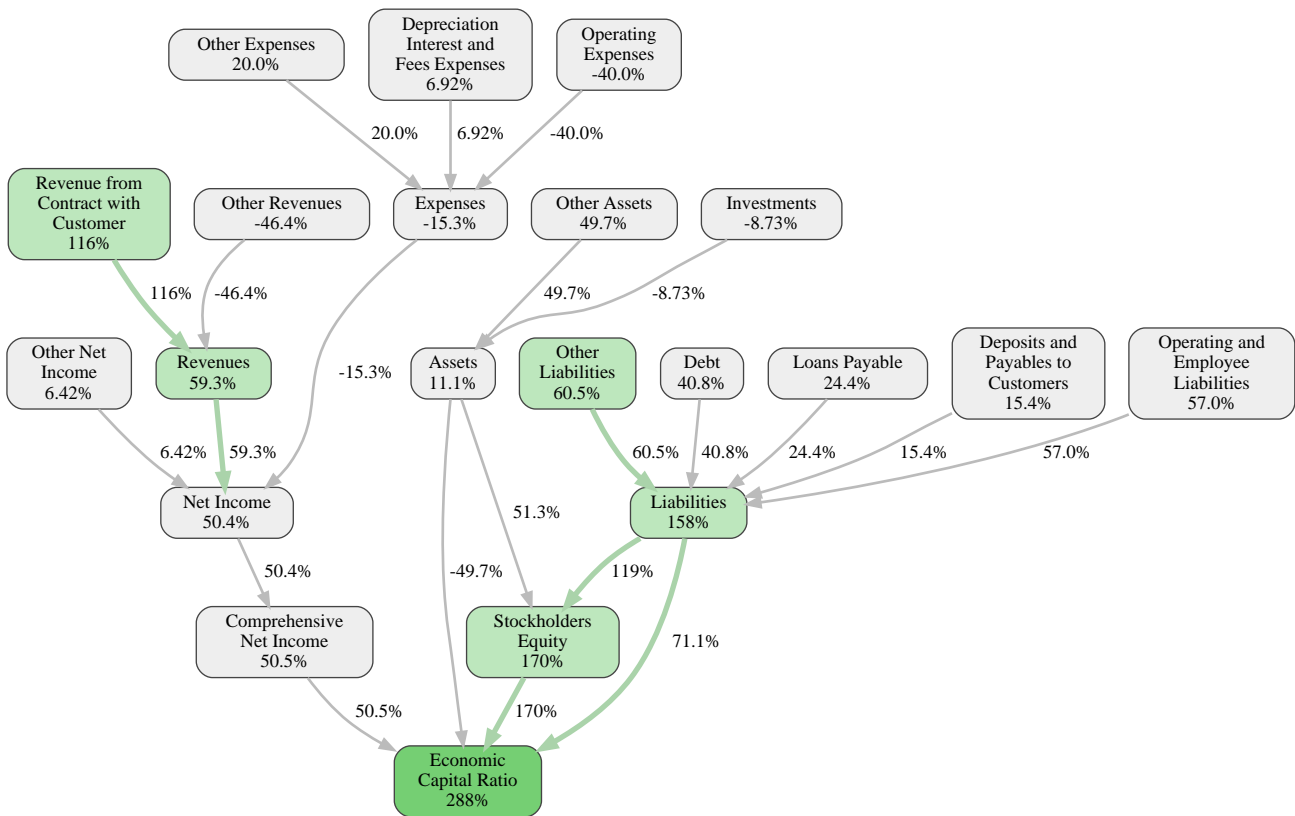 Other Expenses
20.0%
Depreciation
Interest and
Fees Expenses
6.92%
Operating
Expenses
-40.0%
20.0%
6.92%
-40.0%
Revenue from
Contract with
Customer
116%
Other Revenues
-46.4%
Expenses
-15.3%
Other Assets
49.7%
Investments
-8.73%
116%
-46.4%
49.7%
-8.73%
Other Net
Income
6.42%
Revenues
59.3%
-15.3%
Assets
11.1%
Other
Liabilities
60.5%
Debt
40.8%
Loans Payable
24.4%
Deposits and
Payables to
Customers
15.4%
Operating and
Employee
Liabilities
57.0%
6.42%
59.3%
60.5%
40.8%
24.4%
15.4%
57.0%
Net Income
50.4%
51.3%
Liabilities
158%
50.4%
-49.7%
119%
Comprehensive
Net Income
50.5%
Stockholders
Equity
170%
71.1%
50.5%
170%
Economic
Capital Ratio
288%